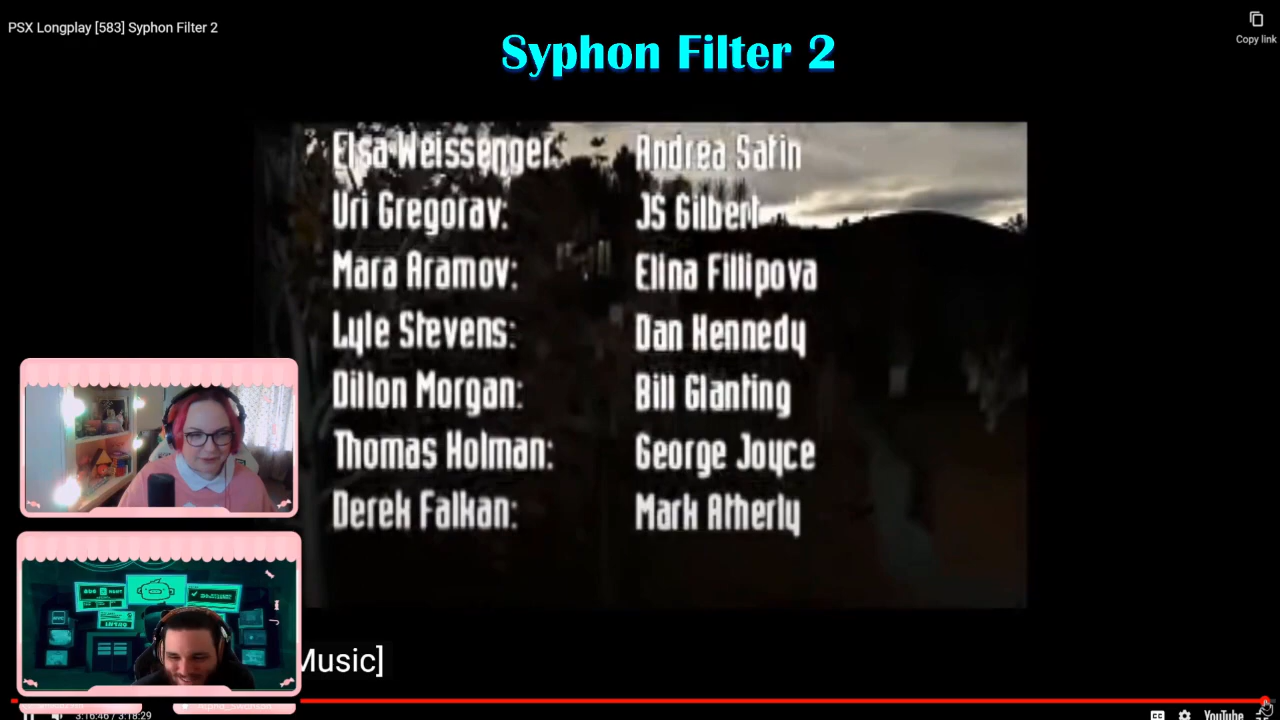 PSX Longplay [583] Syphon Filter 2
Copy link
Syphon Filter 2
Elsa Weissenger: Andrea Satin
Uri Gregorav: JS Gilbert
Mara Aramov: Elina Fillipova
Lyle Stevens: Dan Kennedy
Dillon Morgan: Bill Glanting
Thomas Holman: George Joyce
Derek Falkan: Mark Atherly
Music]
3:16:46 / 3:18:29
YouTube